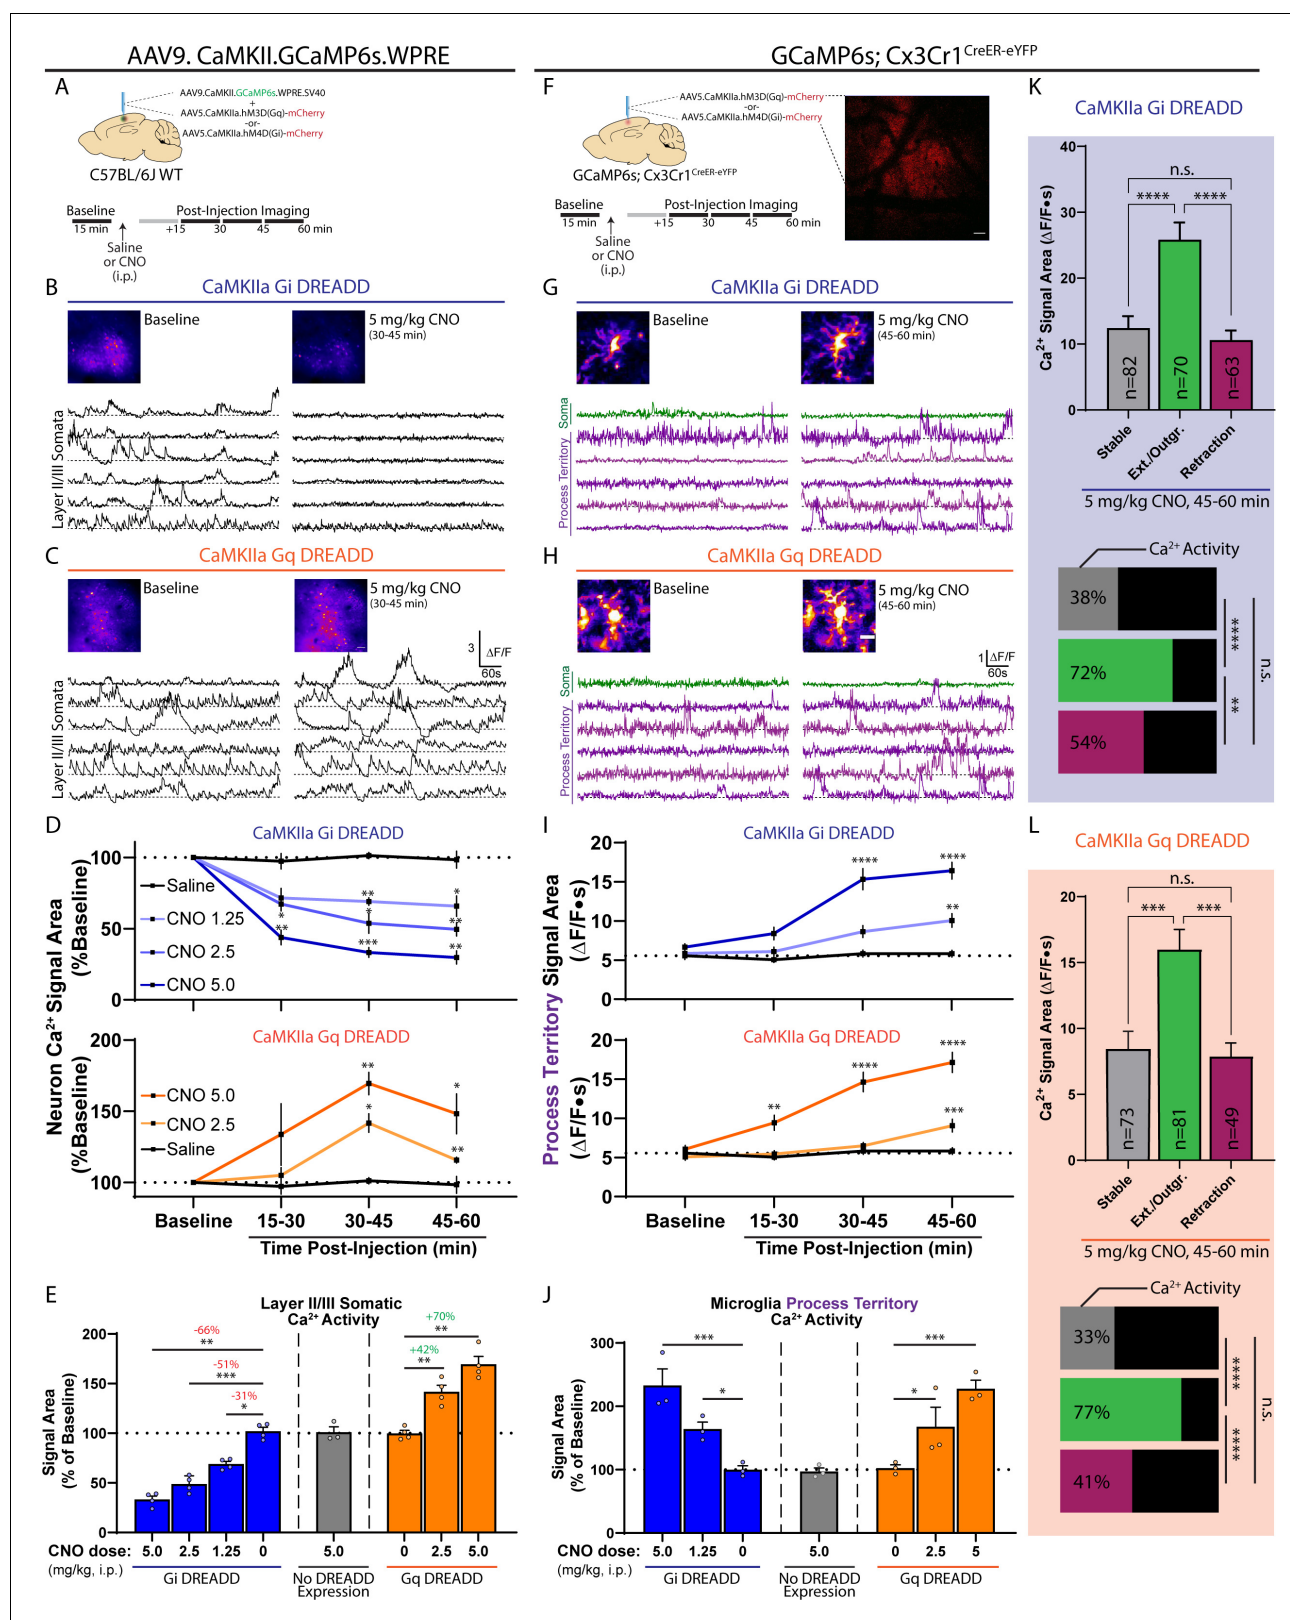 AAV9. CaMKII.GCaMP6s.WPRE
GCaMP6s; Cx3Cr1CreER-eYFP
A
AAV9.CaMKII.GCaMP6s.WPRE.SV40
+
AAV5.CaMKIIa.hM3D(Gq)-mCherry
-or-
AAV5.CaMKIIa.hM4D(Gi)-mCherry
C57BL/6J WT
Baseline
Post-Injection Imaging
15 min
+15
30
45
60 min
Saline
or CNO
(i.p.)
B
CaMKIIa Gi DREADD
Baseline
5 mg/kg CNO
(30-45 min)
Layer II/III Somata
C
CaMKIIa Gq DREADD
Baseline
5 mg/kg CNO
(30-45 min)
3
ΔF/F
60s
Layer II/III Somata
D
CaMKIIa Gi DREADD
Neuron Ca2+ Signal Area
(%Baseline)
100
50
0
Saline
CNO 1.25
CNO 2.5
CNO 5.0
*
**
**
*
***
*
**
**
CaMKIIa Gq DREADD
(%Baseline)
200
150
100
CNO 5.0
CNO 2.5
Saline
**
*
*
**
Baseline
15-30
30-45
45-60
Time Post-Injection (min)
E
Layer II/III Somatic
Ca2+ Activity
Signal Area
(% of Baseline)
200
150
100
50
0
-66%
**
-51%
***
-31%
*
+70%
**
+42%
**
CNO dose:
(mg/kg, i.p.)
5.0
2.5
1.25
0
5.0
0
2.5
5.0
Gi DREADD
No DREADD
Expression
Gq DREADD
F
AAV5.CaMKIIa.hM3D(Gq)-mCherry
-or-
AAV5.CaMKIIa.hM4D(Gi)-mCherry
GCaMP6s; Cx3Cr1CreER-eYFP
Baseline
Post-Injection Imaging
15 min
+15
30
45
60 min
Saline
or CNO
(i.p.)
G
CaMKIIa Gi DREADD
Baseline
5 mg/kg CNO
(45-60 min)
Soma
Process Territory
H
CaMKIIa Gq DREADD
Baseline
5 mg/kg CNO
(45-60 min)
1
ΔF/F
60s
Soma
Process Territory
I
CaMKIIa Gi DREADD
Process Territory Signal Area
(ΔF/F•s)
20
15
10
5
0
****
****
**
CaMKIIa Gq DREADD
(ΔF/F•s)
20
15
10
5
0
**
****
****
***
Baseline
15-30
30-45
45-60
Time Post-Injection (min)
J
Microglia Process Territory
Ca2+ Activity
Signal Area
(% of Baseline)
300
200
100
0
***
*
***
*
CNO dose:
(mg/kg, i.p.)
5.0
1.25
0
5.0
0
2.5
5
Gi DREADD
No DREADD
Expression
Gq DREADD
K
CaMKIIa Gi DREADD
Ca2+ Signal Area (ΔF/F•s)
40
30
20
10
0
n.s.
****
****
n=82
n=70
n=63
Stable
Ext./Outgr.
Retraction
5 mg/kg CNO, 45-60 min
Ca2+ Activity
38%
72%
54%
****
**
n.s.
L
CaMKIIa Gq DREADD
Ca2+ Signal Area (ΔF/F•s)
20
15
10
5
0
n.s.
***
***
n=73
n=81
n=49
Stable
Ext./Outgr.
Retraction
5 mg/kg CNO, 45-60 min
Ca2+ Activity
33%
77%
41%
****
****
n.s.